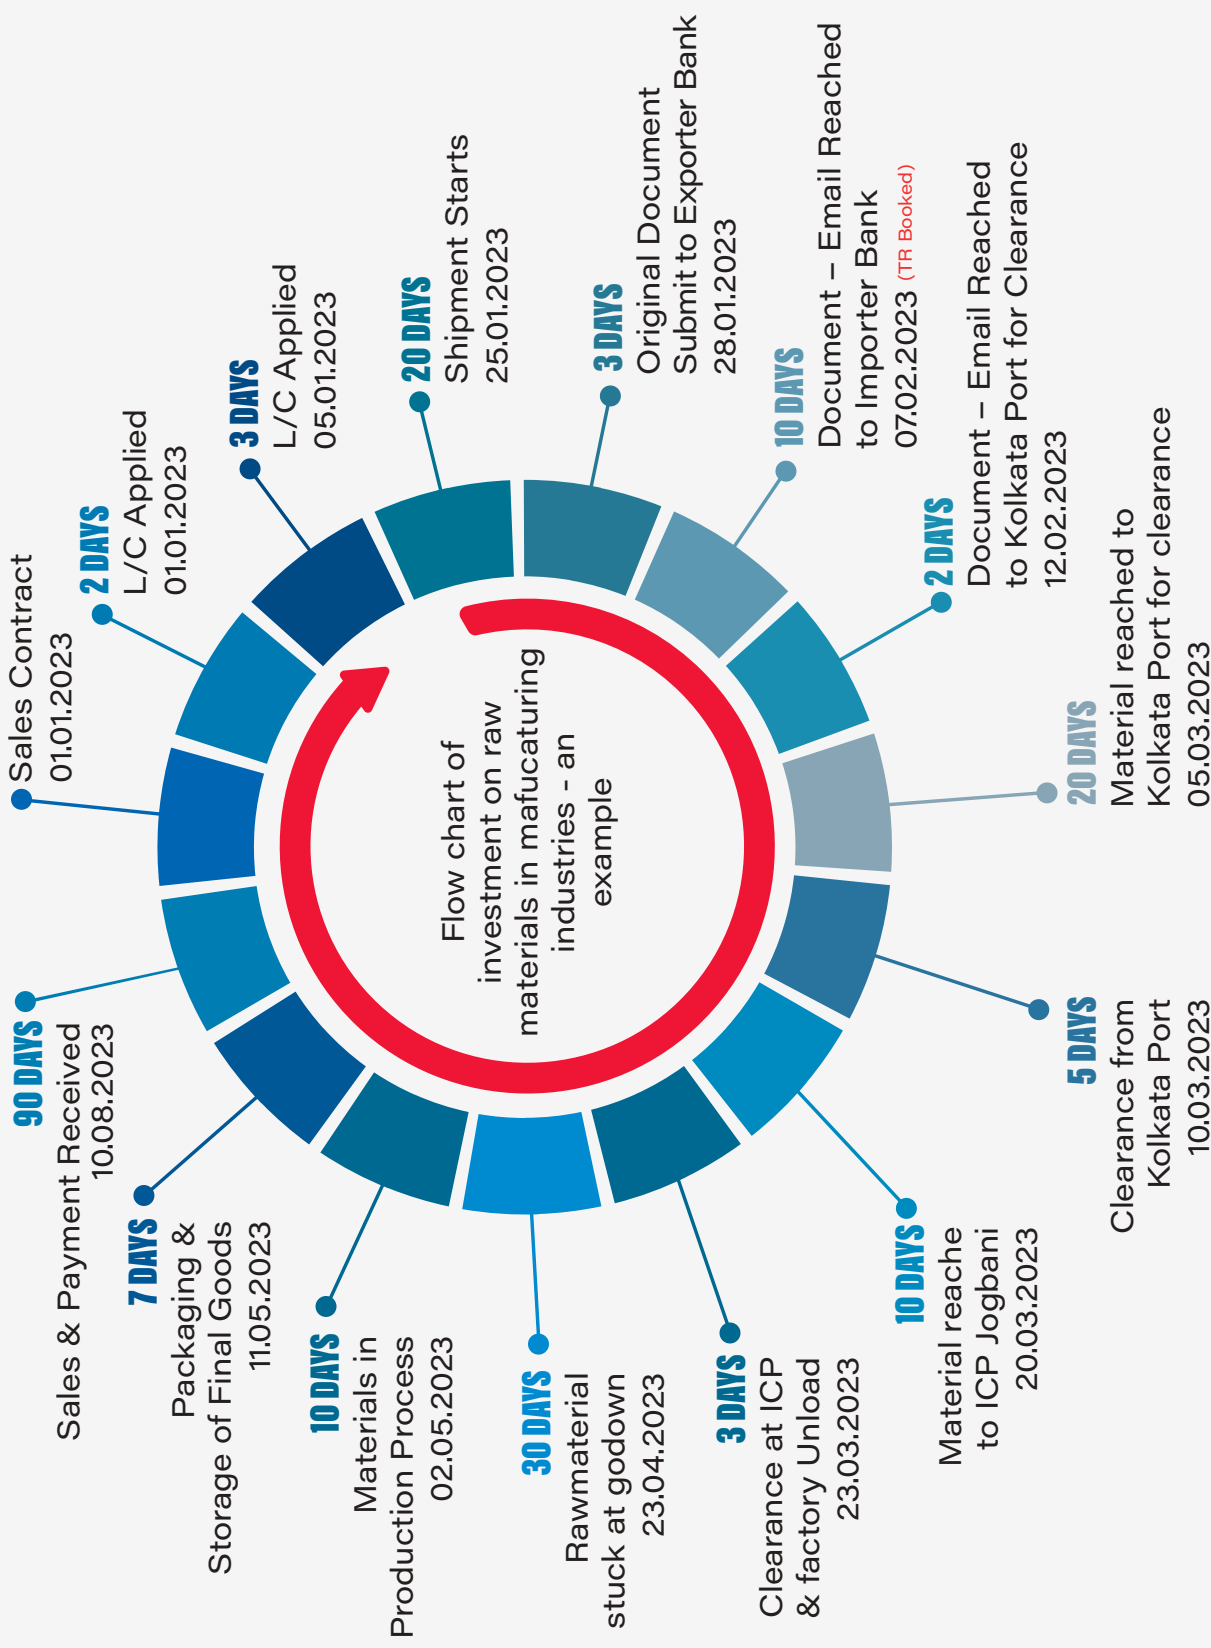 Flow chart of
investment on raw
materials in mafucaturing
industries - an
example
Sales Contract
01.01.2023
2 DAYS
L/C Applied
01.01.2023
3 DAYS
L/C Applied
05.01.2023
20 DAYS
Shipment Starts
25.01.2023
3 DAYS
Original Document
Submit to Exporter Bank
28.01.2023
10 DAYS
Document – Email Reached
to Importer Bank
07.02.2023 (TR Booked)
2 DAYS
Document – Email Reached
to Kolkata Port for Clearance
12.02.2023
20 DAYS
Material reached to
Kolkata Port for clearance
05.03.2023
5 DAYS
Clearance from
Kolkata Port
10.03.2023
10 DAYS
Material reache
to ICP Jogbani
20.03.2023
3 DAYS
Clearance at ICP
& factory Unload
23.03.2023
30 DAYS
Rawmaterial
stuck at godown
23.04.2023
10 DAYS
Materials in
Production Process
02.05.2023
7 DAYS
Packaging &
Storage of Final Goods
11.05.2023
90 DAYS
Sales & Payment Received
10.08.2023